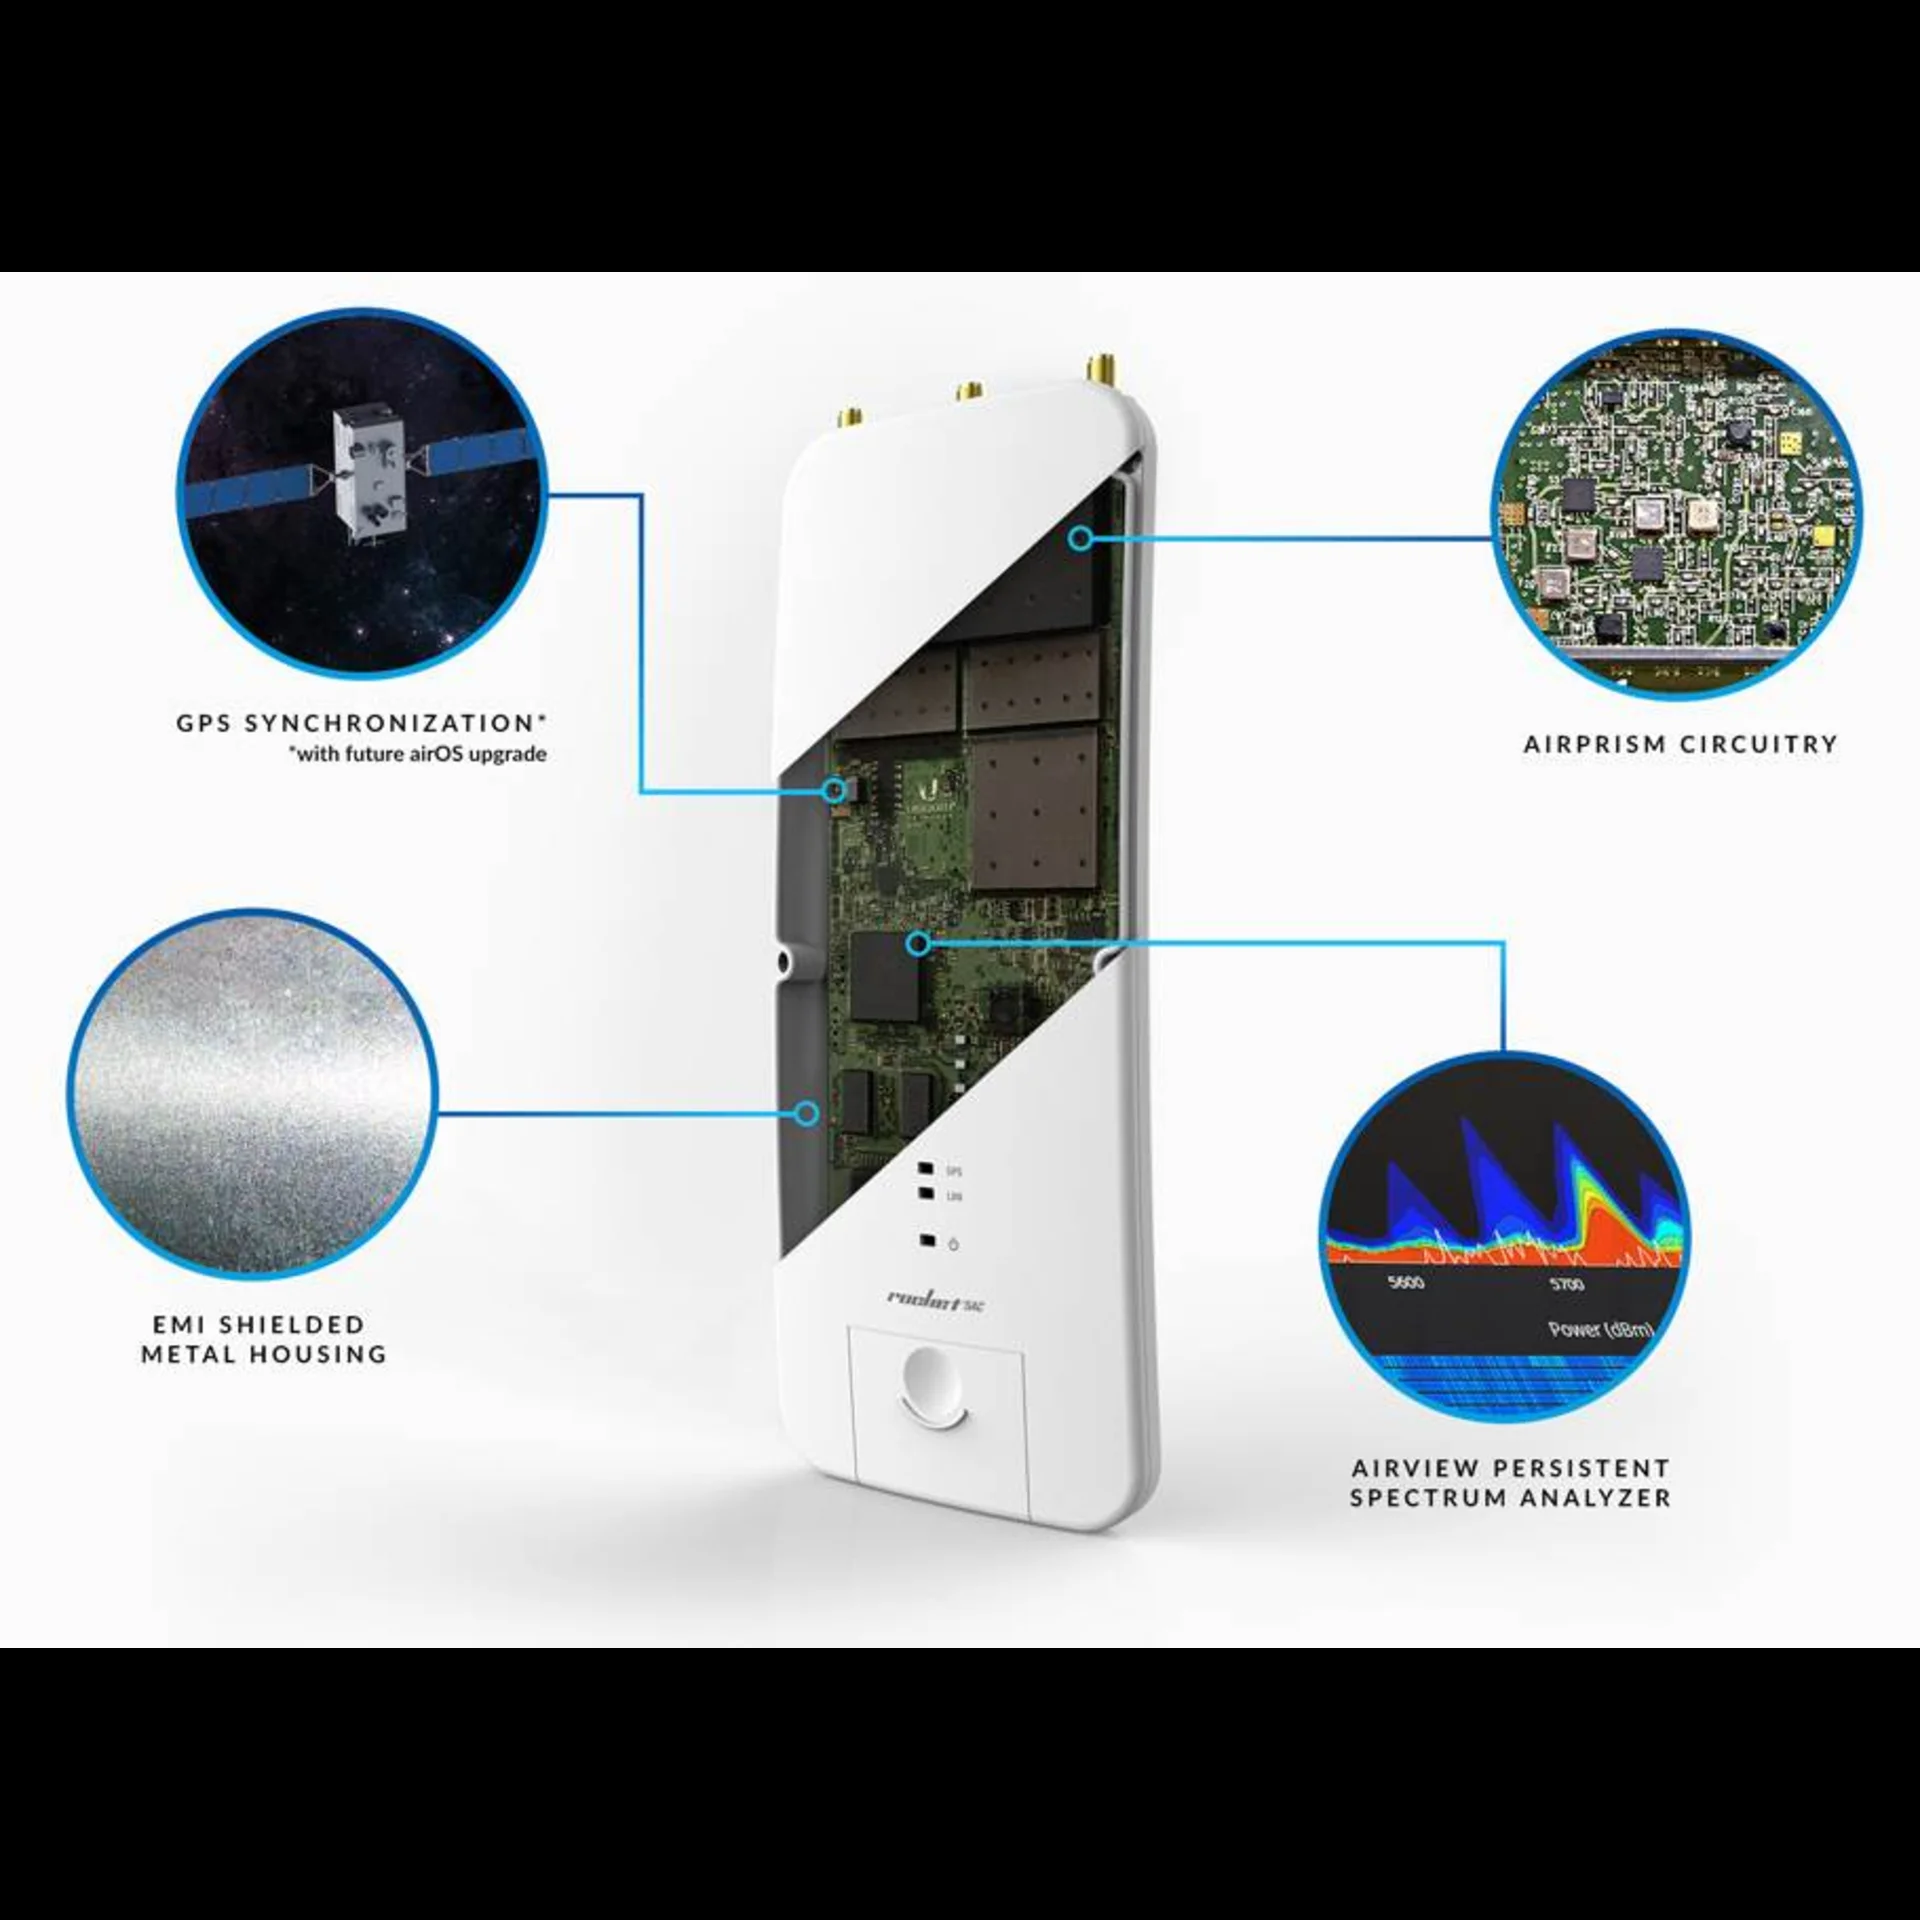 GPS SYNCHRONIZATION*
*with future airOS upgrade
AIRPRISM CIRCUITRY
EMI SHIELDED
METAL HOUSING
GPS
LAN
rocket 5AC
5600 5700
Power (dBm)
AIRVIEW PERSISTENT
SPECTRUM ANALYZER